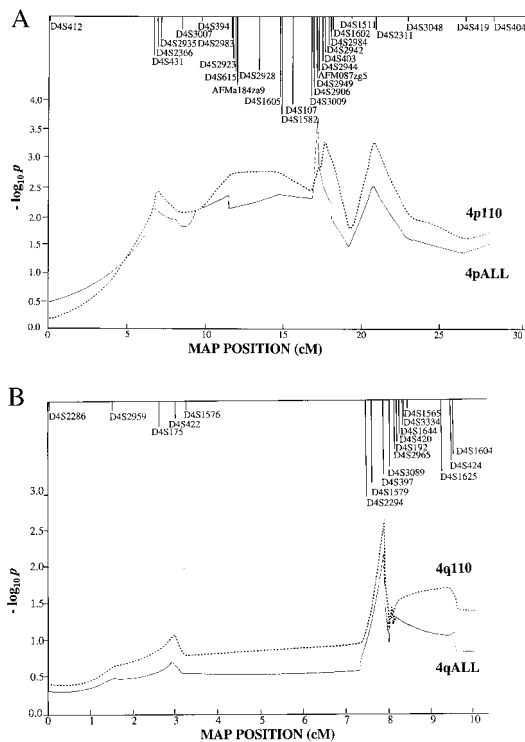 A
D4S412
D4S394
D4S3007
D4S2935
D4S2983
D4S2366
D4S431
D4S2923
D4S615
D4S2928
AFMa184za9
D4S1605
D4S107
D4S1582
D4S1511
D4S1602
D4S2984
D4S2942
D4S403
D4S2944
AFM087zg5
D4S2949
D4S2906
D4S3009
D4S2311
D4S3048
D4S419
D4S404
- log10 p
4.0
3.5
3.0
2.5
2.0
1.5
1.0
0.5
0.0
4p110
4pALL
0 5 10 15 20 25 30
MAP POSITION (cM)
B
D4S2286
D4S2959
D4S175
D4S422
D4S1576
D4S1565
D4S3334
D4S1644
D4S420
D4S192
D4S2965
D4S3089
D4S397
D4S1579
D4S2294
D4S1604
D4S424
D4S1625
- log10 p
3.0
2.5
2.0
1.5
1.0
0.5
0.0
4q110
4qALL
0 1 2 3 4 5 6 7 8 9 10
MAP POSITION (cM)